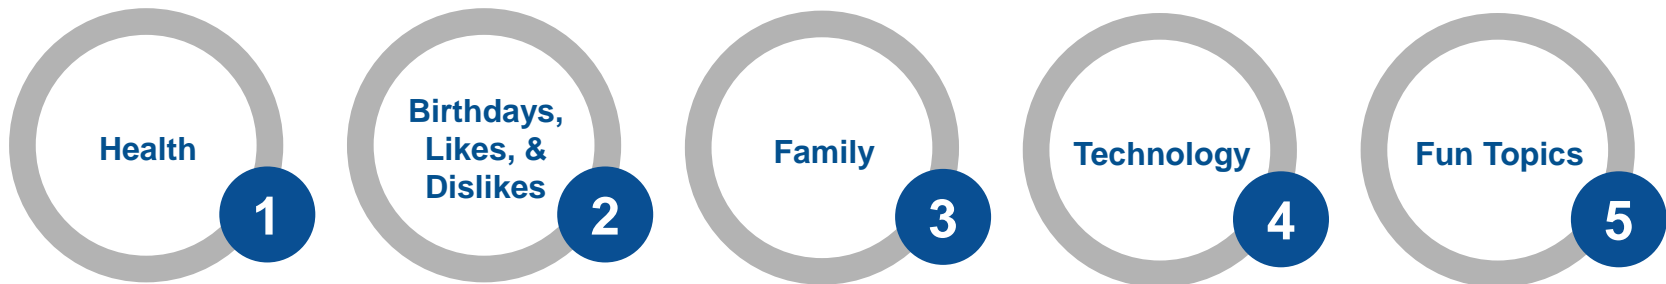 Health
1
Birthdays,
Likes, &
Dislikes
2
Family
3
Technology
4
Fun Topics
5